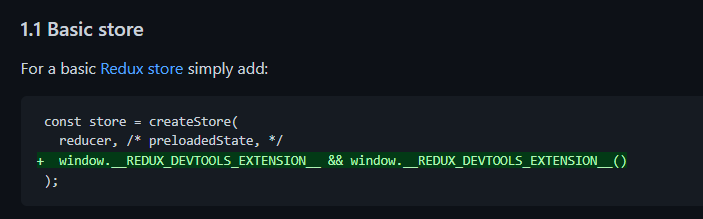 1.1 Basic store
For a basic Redux store simply add:
const store = createStore(
reducer, /* preloadedState, */
+ window.__REDUX_DEVTOOLS_EXTENSION__ && window.__REDUX_DEVTOOLS_EXTENSION__()
);